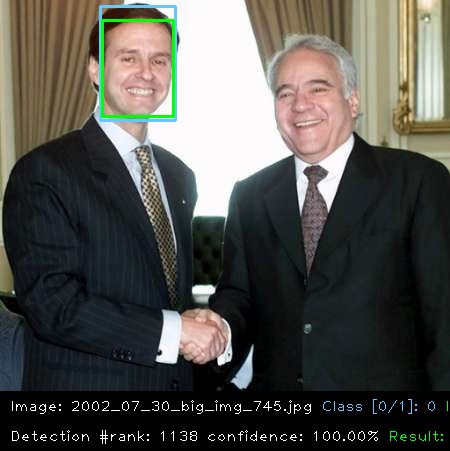 Image: 2002_07_30_big_img_745.jpg Class [0/1]: 0
Detection #rank: 1138 confidence: 100.00% Result: